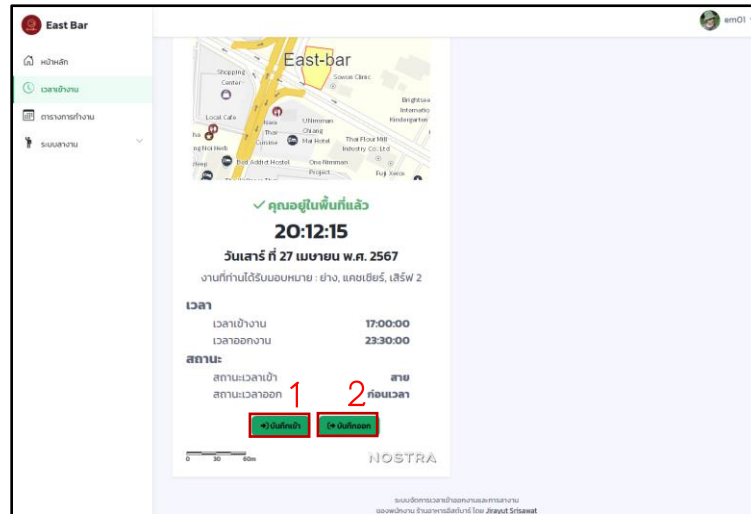 East Bar
em01
หน้าหลัก
เวลาเข้างาน
ตารางการทำงาน
ระบบลางาน
East-bar
Shopping
Center
Local Cafe
Thai
Cuisine
Chiang
Mai Hotel
Kindergarten
Thai Flour Mill
Industry Co. Ltd
Bed Addict Hostel
One Nimman
Project
Fuji Xerox
คุณอยู่ในพื้นที่แล้ว
20:12:15
วันเสาร์ ที่ 27 เมษายน พ.ศ. 2567
งานที่ท่านได้รับมอบหมาย : ย่าง, แคชเชียร์, เสิร์ฟ 2
เวลา
เวลาเข้างาน 17:00:00
เวลาออกงาน 23:30:00
สถานะ
สถานะเวลาเข้า สาย
สถานะเวลาออก ก่อนเวลา
1 2
บันทึกเข้า บันทึกออก
0 30 60m
NOSTRA
ระบบจัดการเวลาเข้าออกงานและการลางาน
ของพนักงาน ร้านอาหารอีสต์บาร์ โดย Jirayut Srisawat